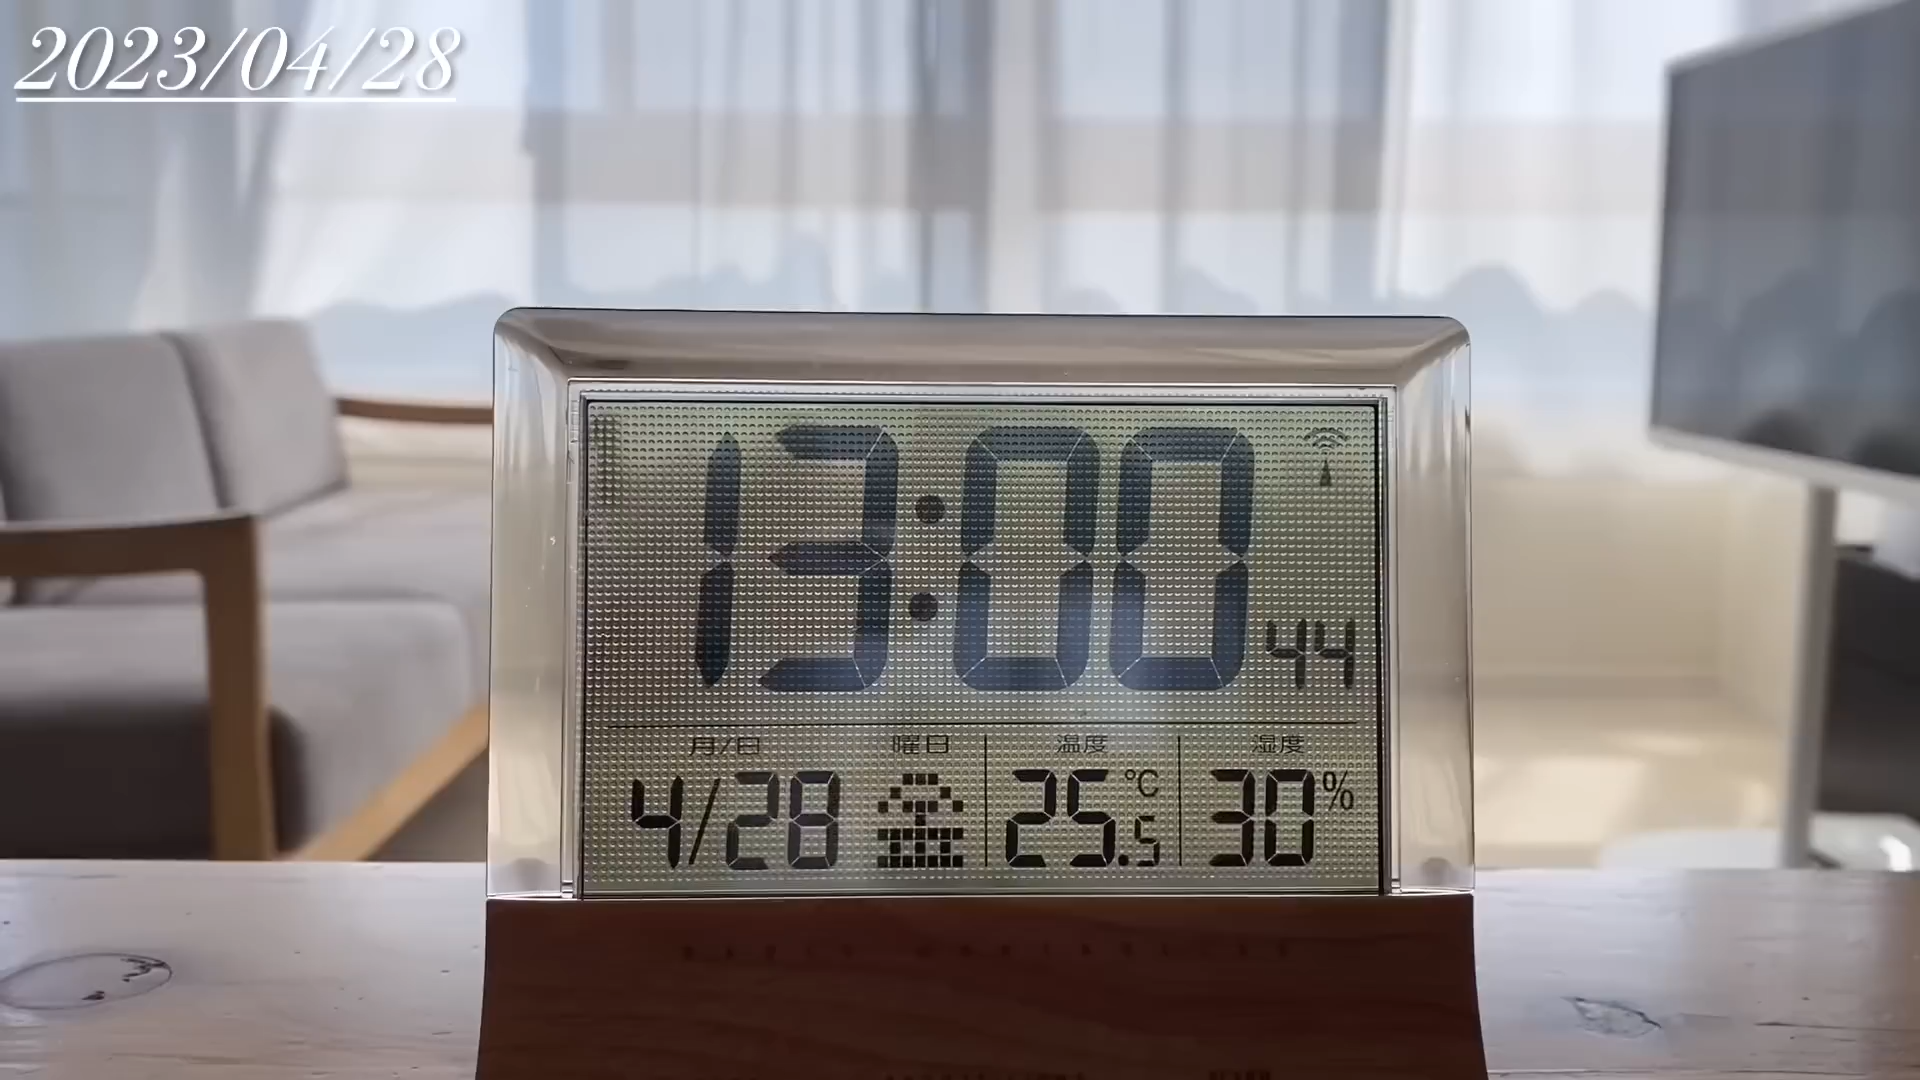 2023/04/28
13:00 44
月/日 曜日 温度 湿度
4/28 金 25.5 ℃ 30 %